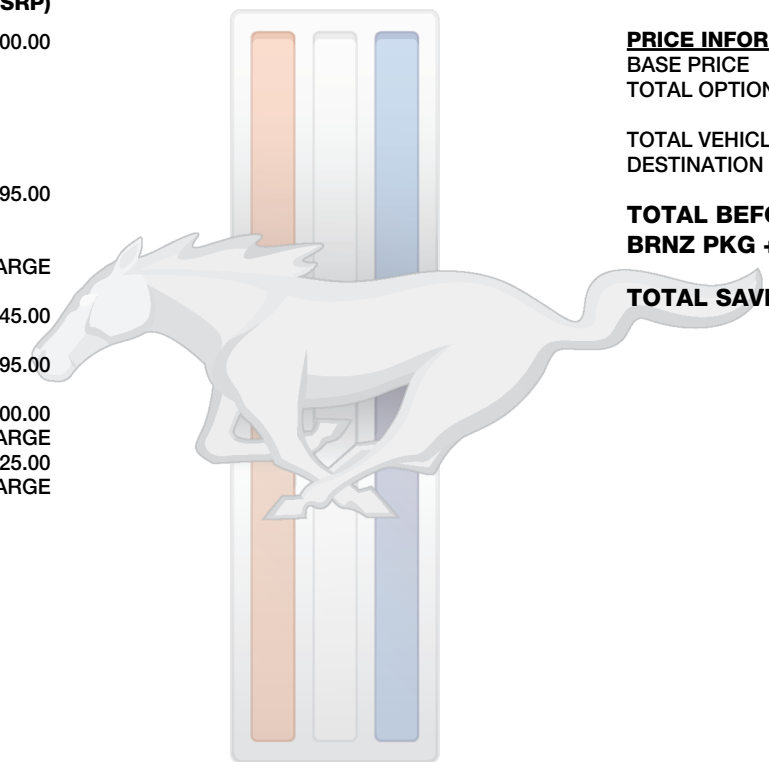 SRP)
00.00
95.00
ARGE
45.00
95.00
00.00
ARGE
25.00
ARGE
PRICE INFOR
BASE PRICE
TOTAL OPTION
TOTAL VEHICL
DESTINATION
TOTAL BEFO
BRNZ PKG +
TOTAL SAVI